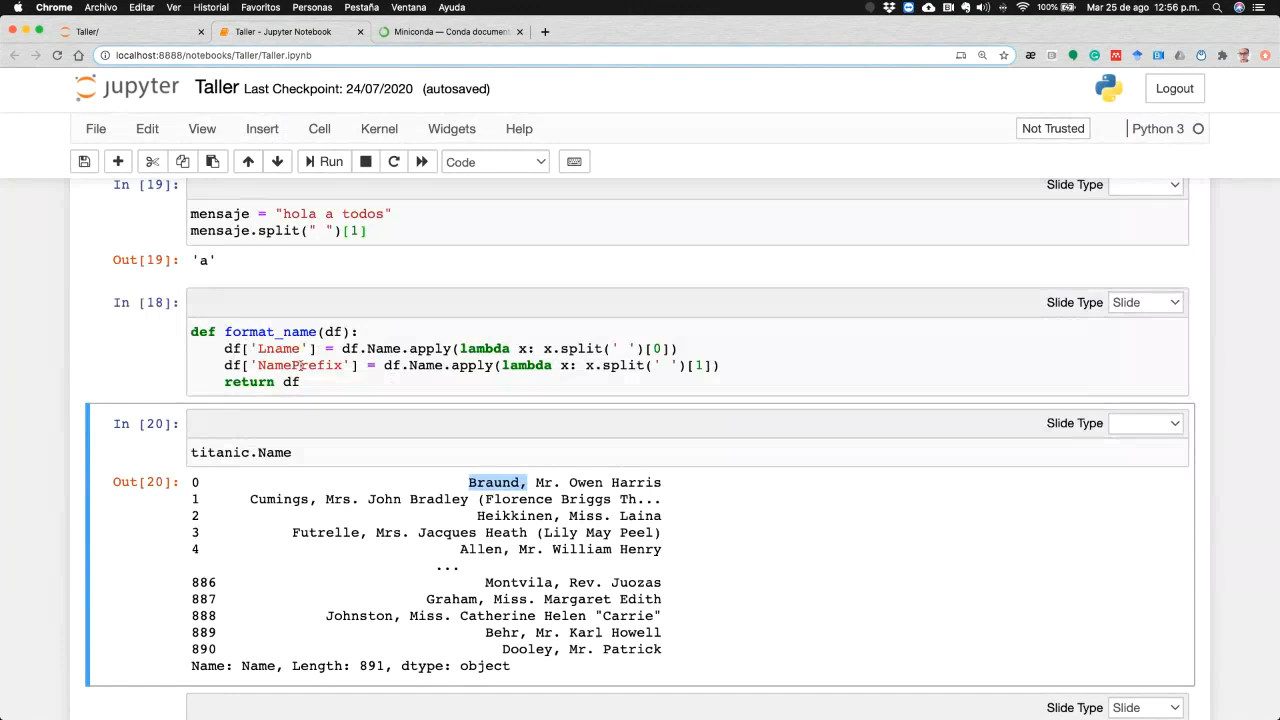 Chrome Archivo Editar Ver Historial Favoritos Personas Pestaña Ventana Ayuda 100% Mar 25 de ago 12:56 p.m.
Taller/ Taller - Jupyter Notebook Miniconda — Conda document
localhost:8888/notebooks/Taller/Taller.ipynb
jupyter Taller Last Checkpoint: 24/07/2020 (autosaved) Logout
File Edit View Insert Cell Kernel Widgets Help Not Trusted Python 3
Run Code
In [19]: Slide Type
mensaje = "hola a todos"
mensaje.split(" ")[1]
Out[19]: 'a'
In [18]: Slide Type Slide
def format_name(df):
df['Lname'] = df.Name.apply(lambda x: x.split(' ')[0])
df['NamePrefix'] = df.Name.apply(lambda x: x.split(' ')[1])
return df
In [20]: Slide Type
titanic.Name
Out[20]: 0 Braund, Mr. Owen Harris
1 Cumings, Mrs. John Bradley (Florence Briggs Th...
2 Heikkinen, Miss. Laina
3 Futrelle, Mrs. Jacques Heath (Lily May Peel)
4 Allen, Mr. William Henry
...
886 Montvila, Rev. Juozas
887 Graham, Miss. Margaret Edith
888 Johnston, Miss. Catherine Helen "Carrie"
889 Behr, Mr. Karl Howell
890 Dooley, Mr. Patrick
Name: Name, Length: 891, dtype: object
Slide Type Slide